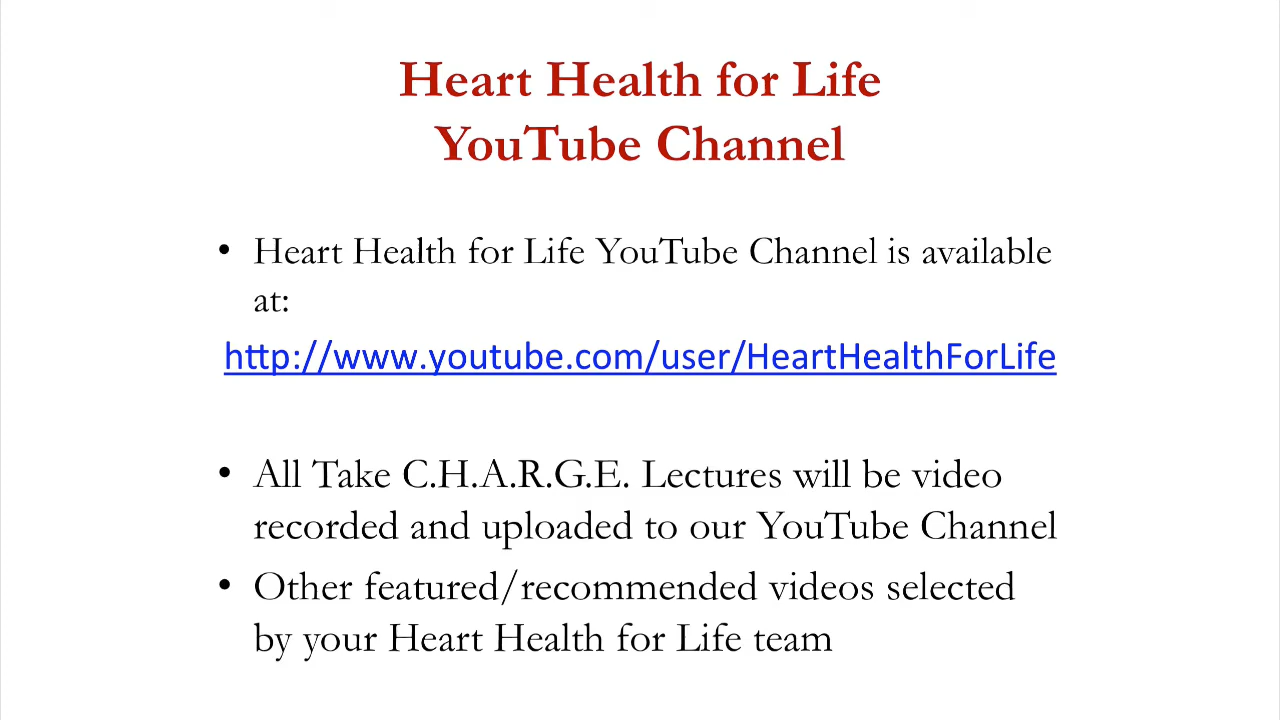 Heart Health for Life
YouTube Channel
• Heart Health for Life YouTube Channel is available
at:
http://www.youtube.com/user/HeartHealthForLife
• All Take C.H.A.R.G.E. Lectures will be video
recorded and uploaded to our YouTube Channel
• Other featured/recommended videos selected
by your Heart Health for Life team